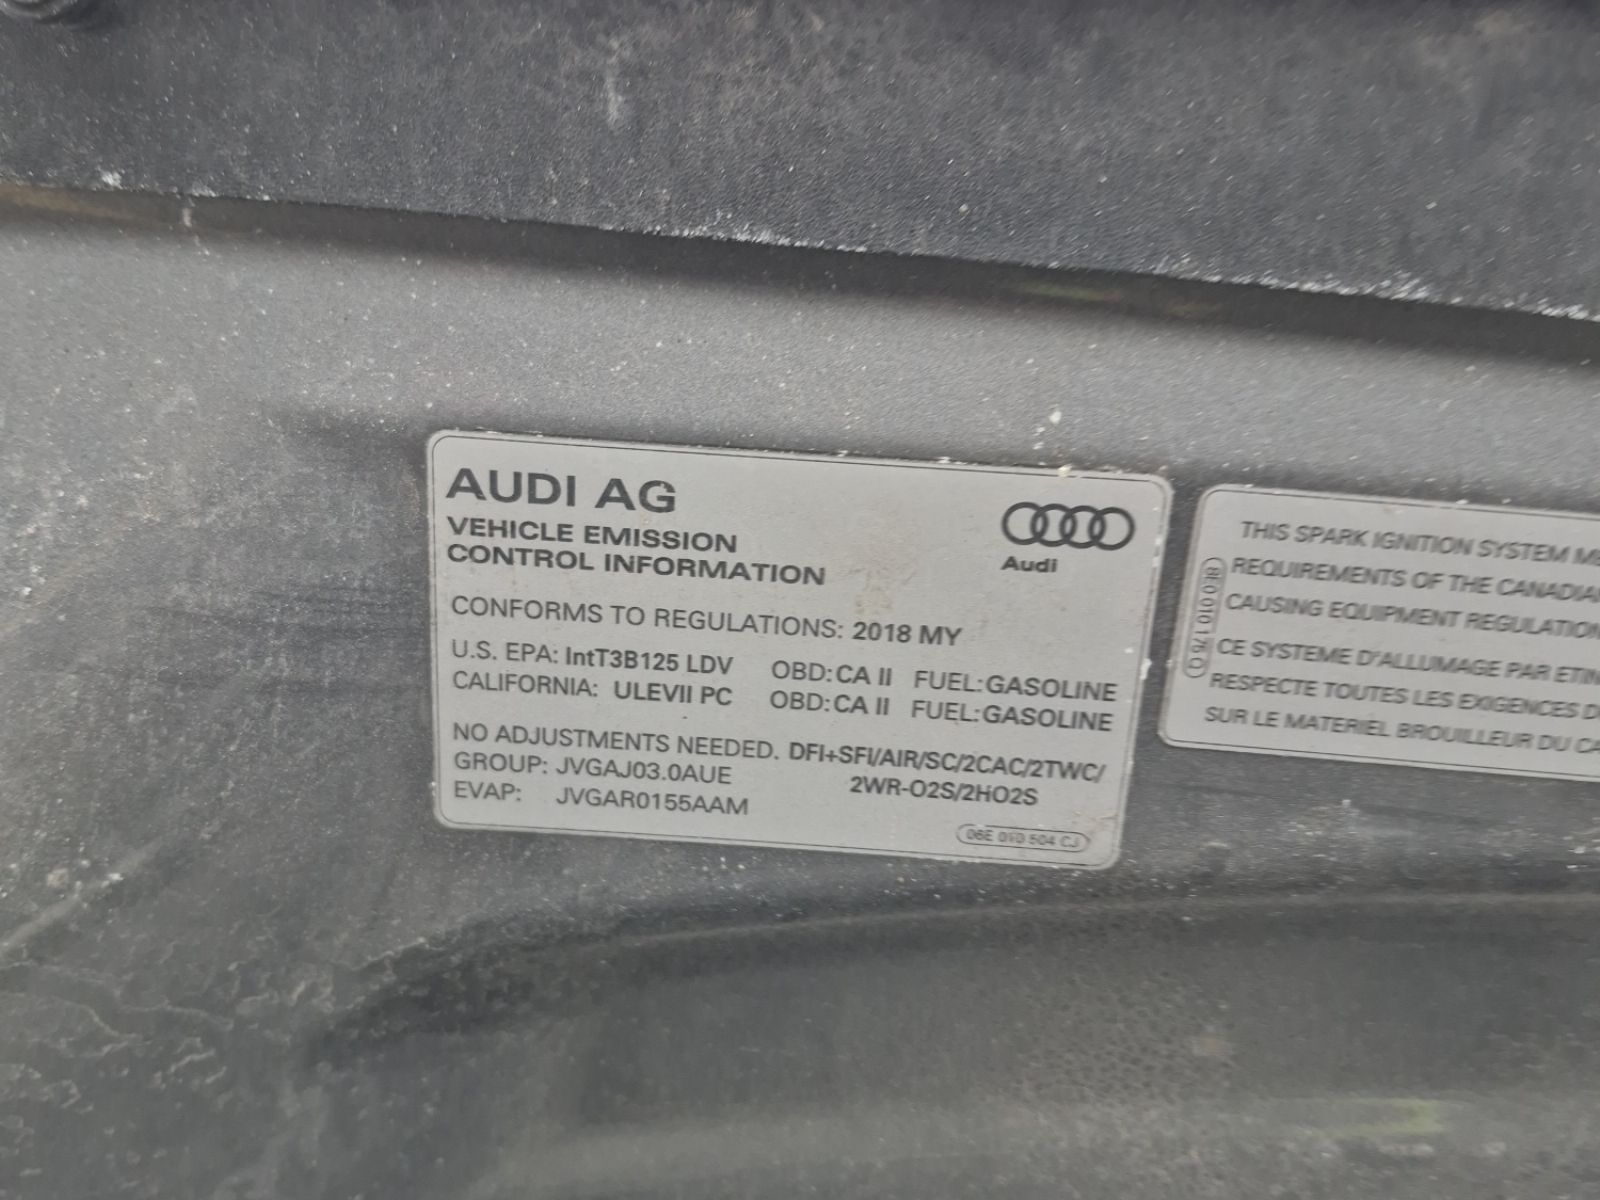 AUDI AG
VEHICLE EMISSION
CONTROL INFORMATION
Audi
CONFORMS TO REGULATIONS: 2018 MY
U.S. EPA: IntT3B125 LDV OBD: CA II FUEL: GASOLINE
CALIFORNIA: ULEVII PC OBD: CA II FUEL: GASOLINE
NO ADJUSTMENTS NEEDED. DFI+SFI/AIR/SC/2CAC/2TWC/
GROUP: JVGAJ03.0AUE 2WR-O2S/2HO2S
EVAP: JVGAR0155AAM
06E 010 504 CJ
THIS SPARK IGNITION SYSTEM
REQUIREMENTS OF THE CANADIAN
CAUSING EQUIPMENT REGULATION
CE SYSTEME D'ALLUMAGE PAR
RESPECTE TOUTES LES EXIGENCES
SUR LE MATERIEL BROUILLEUR DU